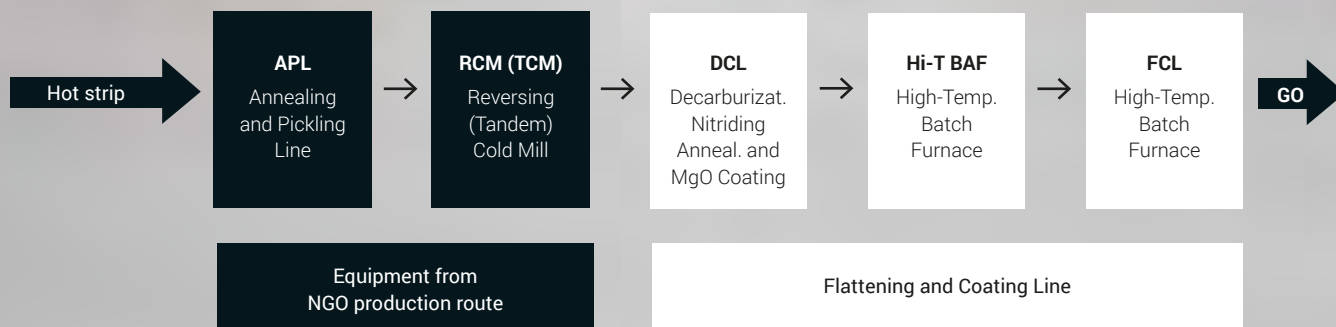 Hot strip
APL
Annealing
and Pickling
Line
RCM (TCM)
Reversing
(Tandem)
Cold Mill
DCL
Decarburizat.
Nitriding
Anneal. and
MgO Coating
Hi-T BAF
High-Temp.
Batch
Furnace
FCL
High-Temp.
Batch
Furnace
GO
Equipment from
NGO production route
Flattening and Coating Line